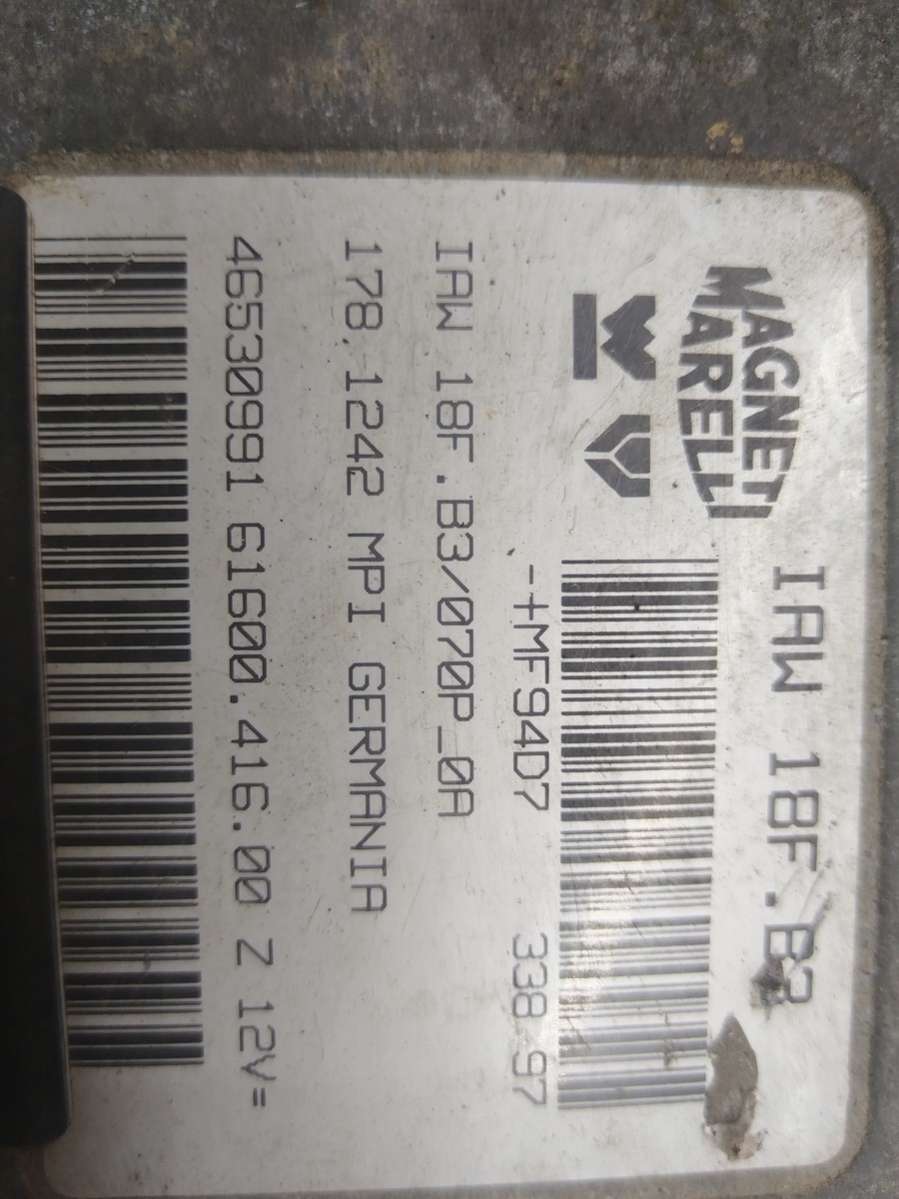 MAGNETI
MARELLI
IAW 18F.B3
-+MF94D7 338.97
IAW 18F.B3/070P_0A
178 1242 MPI GERMANIA
46530991 61600.416.00 Z 12V=